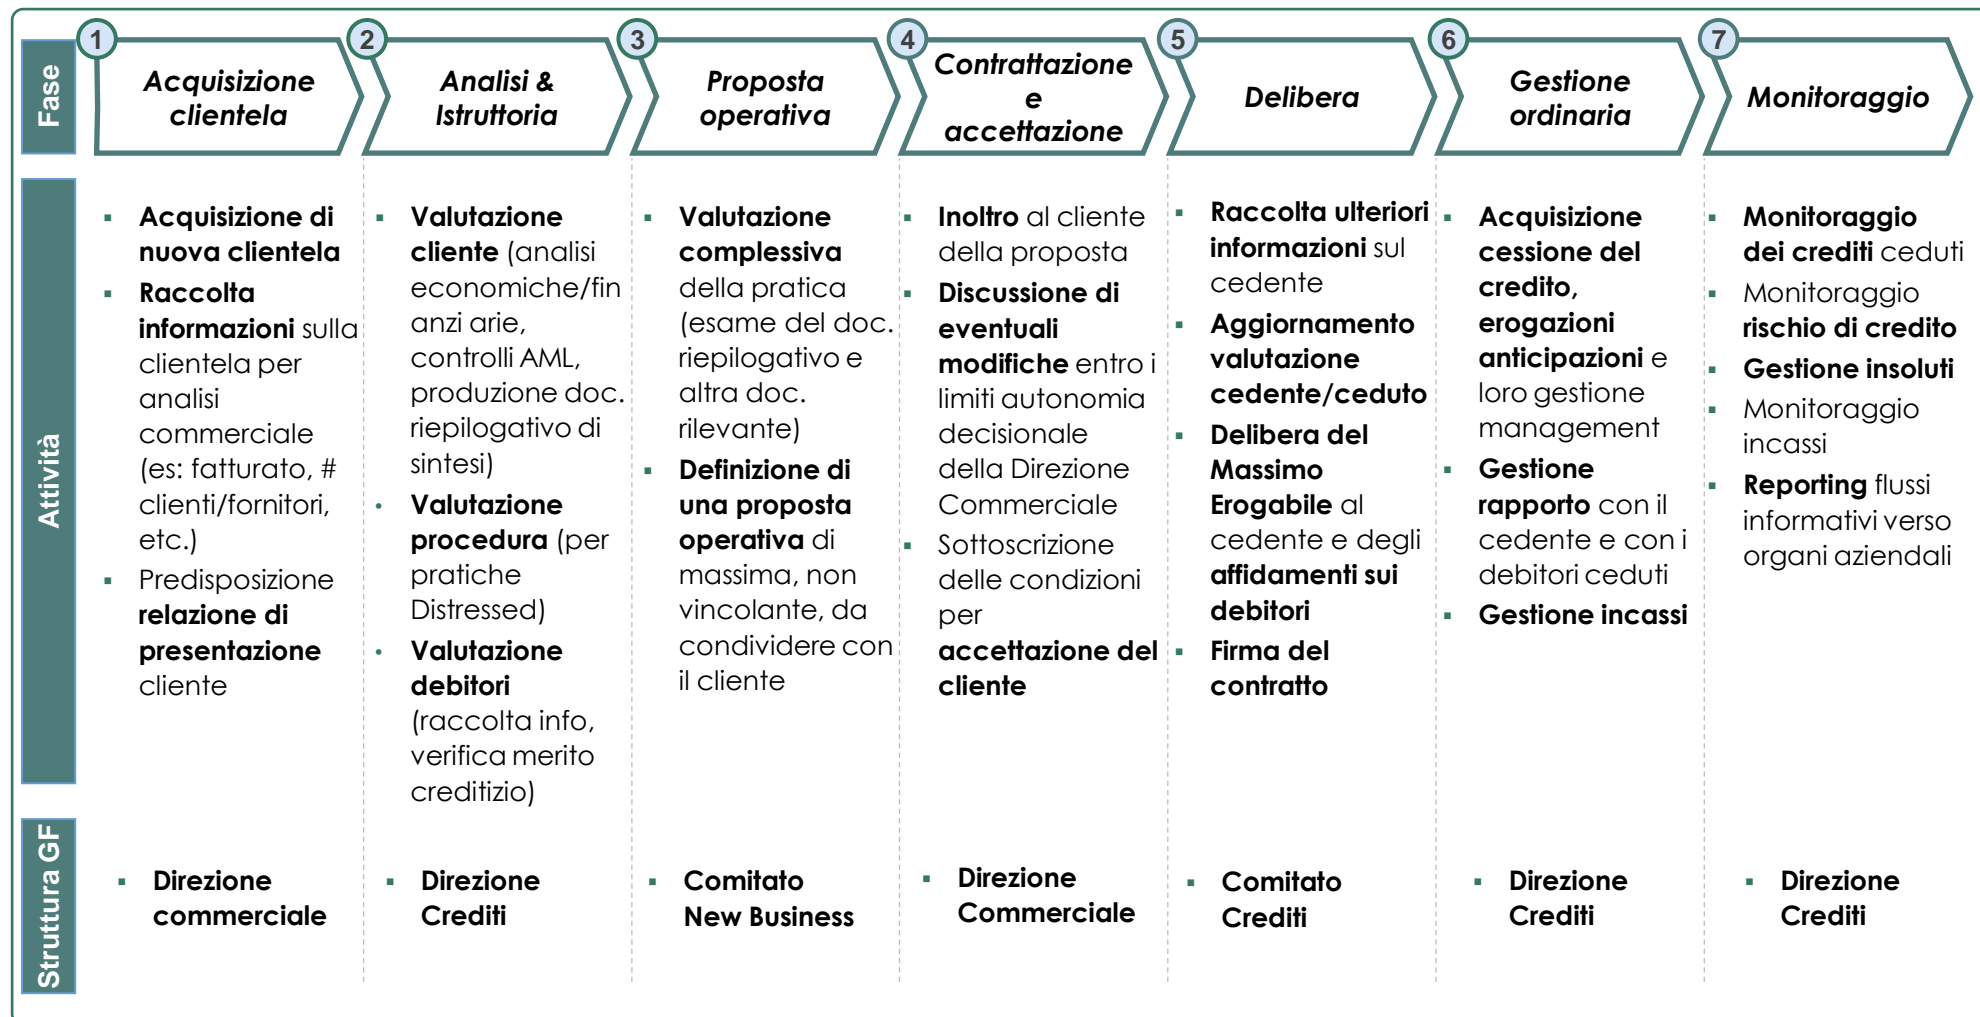 Fase
1
Acquisizione
clientela
2
Analisi &
Istruttoria
3
Proposta
operativa
4
Contrattazione
e
accettazione
5
Delibera
6
Gestione
ordinaria
7
Monitoraggio
Attività
▪ Acquisizione di
nuova clientela
▪ Raccolta
informazioni sulla
clientela per
analisi
commerciale
(es: fatturato, #
clienti/fornitori,
etc.)
▪ Predisposizione
relazione di
presentazione
cliente
▪ Valutazione
cliente (analisi
economiche/fin
anzi arie,
controlli AML,
produzione doc.
riepilogativo di
sintesi)
• Valutazione
procedura (per
pratiche
Distressed)
• Valutazione
debitori
(raccolta info,
verifica merito
creditizio)
▪ Valutazione
complessiva
della pratica
(esame del doc.
riepilogativo e
altra doc.
rilevante)
▪ Definizione di
una proposta
operativa di
massima, non
vincolante, da
condividere con
il cliente
▪ Inoltro al cliente
della proposta
▪ Discussione di
eventuali
modifiche entro i
limiti autonomia
decisionale
della Direzione
Commerciale
▪ Sottoscrizione
delle condizioni
per
accettazione del
cliente
▪ Raccolta ulteriori
informazioni sul
cedente
▪ Aggiornamento
valutazione
cedente/ceduto
▪ Delibera del
Massimo
Erogabile al
cedente e degli
affidamenti sui
debitori
▪ Firma del
contratto
▪ Acquisizione
cessione del
credito,
erogazioni
anticipazioni e
loro gestione
management
▪ Gestione
rapporto con il
cedente e con i
debitori ceduti
▪ Gestione incassi
▪ Monitoraggio
dei crediti ceduti
▪ Monitoraggio
rischio di credito
▪ Gestione insoluti
▪ Monitoraggio
incassi
▪ Reporting flussi
informativi verso
organi aziendali
Struttura GF
▪ Direzione
commerciale
▪ Direzione
Crediti
▪ Comitato
New Business
▪ Direzione
Commerciale
▪ Comitato
Crediti
▪ Direzione
Crediti
▪ Direzione
Crediti